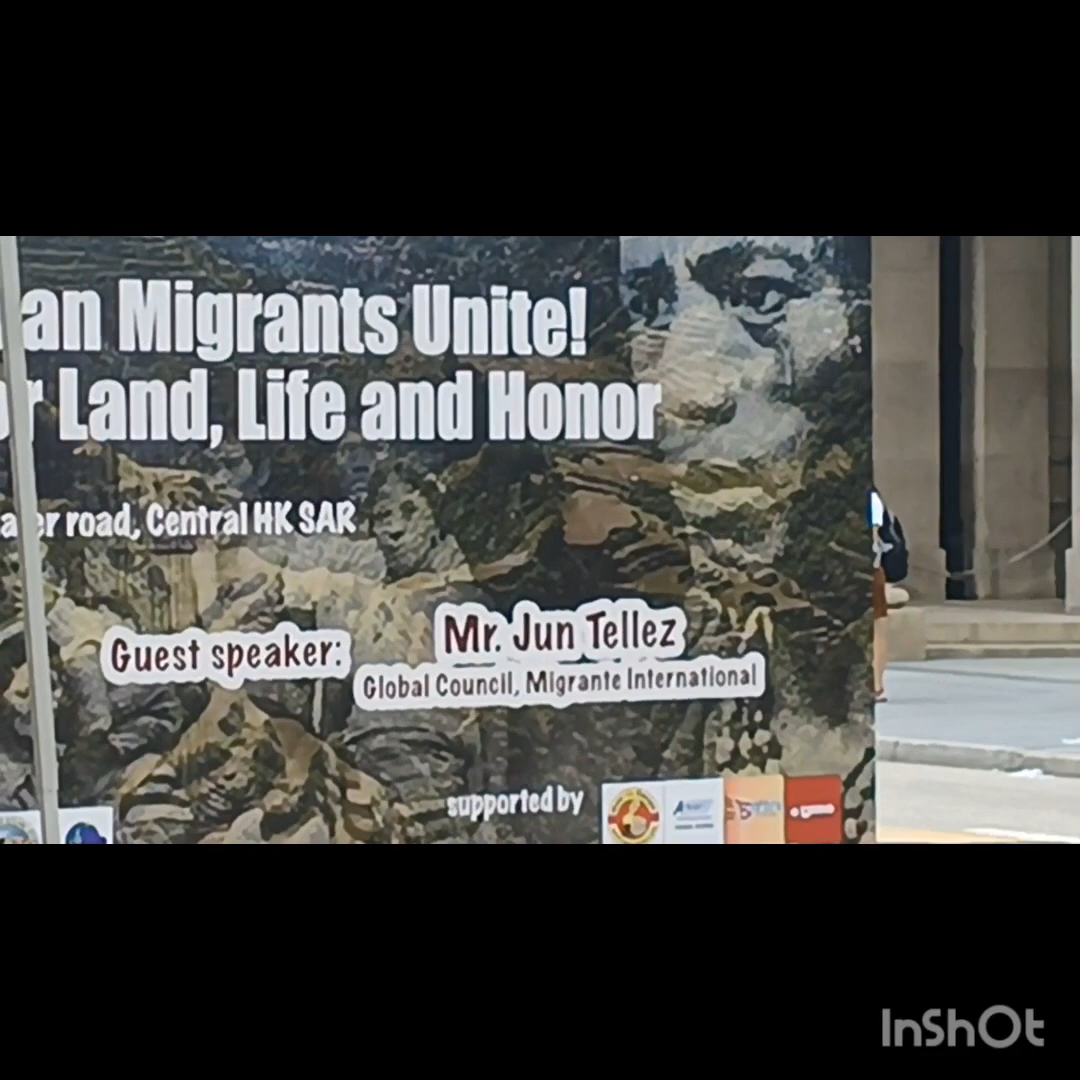 an Migrants Unite!
r Land, Life and Honor
er road, Central HK SAR
Guest speaker:
Mr. Jun Tellez
Global Council, Migrante International
supported by
InShOt